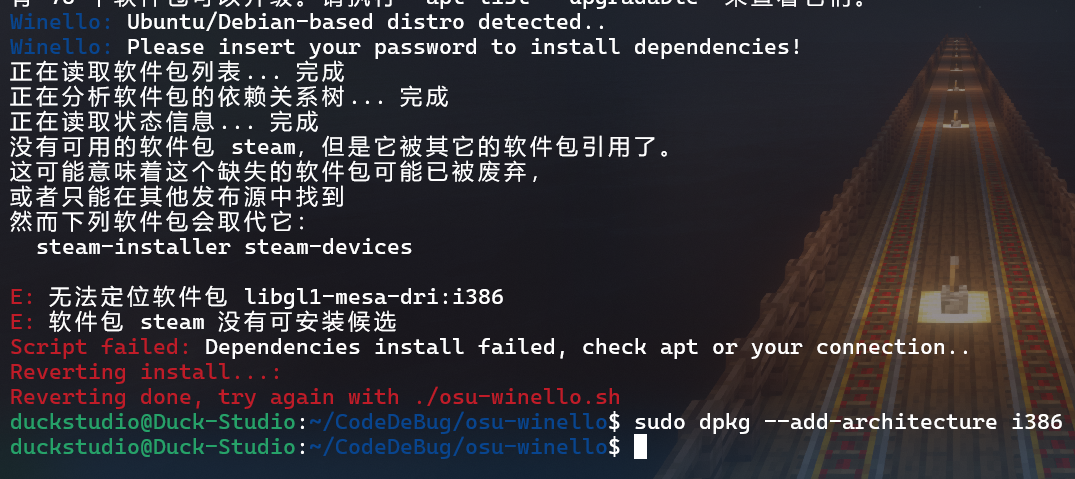 Winello: Ubuntu/Debian-based distro detected..
Winello: Please insert your password to install dependencies!
正在读取软件包列表... 完成
正在分析软件包的依赖关系树... 完成
正在读取状态信息... 完成
没有可用的软件包 steam，但是它被其它的软件包引用了。
这可能意味着这个缺失的软件包可能已被废弃，
或者只能在其他发布源中找到
然而下列软件包会取代它：
steam-installer steam-devices
E: 无法定位软件包 libgl1-mesa-dri:i386
E: 软件包 steam 没有可安装候选
Script failed: Dependencies install failed, check apt or your connection..
Reverting install...:
Reverting done, try again with ./osu-winello.sh
duckstudio@Duck-Studio:~/CodeDeBug/osu-winello$ sudo dpkg --add-architecture i386
duckstudio@Duck-Studio:~/CodeDeBug/osu-winello$